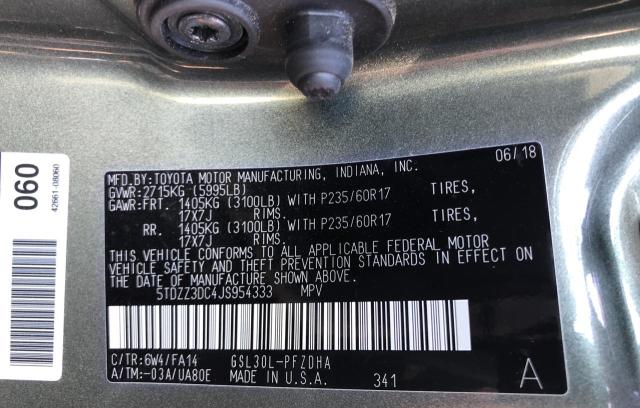 060
42661-08060
06/18
MFD.BY:TOYOTA MOTOR MANUFACTURING, INDIANA, INC.
GVWR:2715KG (5995LB)
GAWR:FRT. 1405KG (3100LB) WITH P235/60R17 TIRES,
17X7J RIMS.
RR. 1405KG (3100LB) WITH P235/60R17 TIRES,
17X7J RIMS.
THIS VEHICLE CONFORMS TO ALL APPLICABLE FEDERAL MOTOR
VEHICLE SAFETY AND THEFT PREVENTION STANDARDS IN EFFECT ON
THE DATE OF MANUFACTURE SHOWN ABOVE.
5TDZZ3DC4JS954333 MPV
C/TR:6W4/FA14 GSL30L-PFZDHA
A/TM:-03A/UA80E MADE IN U.S.A. 341 A